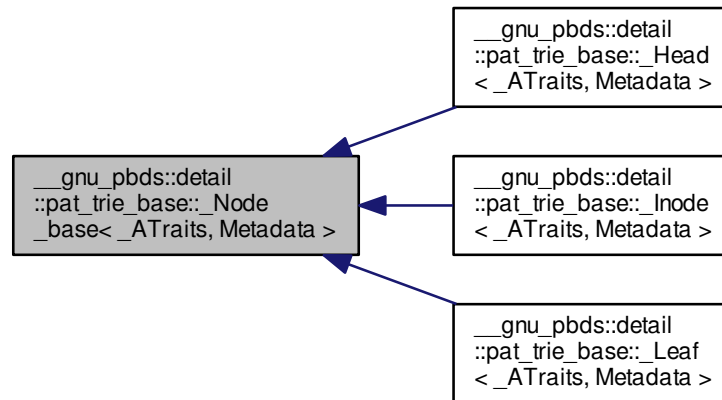 __gnu_pbds::detail
::pat_trie_base::_Head
< _ATraits, Metadata >
__gnu_pbds::detail
::pat_trie_base::_Node
_base< _ATraits, Metadata >
__gnu_pbds::detail
::pat_trie_base::_Inode
< _ATraits, Metadata >
__gnu_pbds::detail
::pat_trie_base::_Leaf
< _ATraits, Metadata >